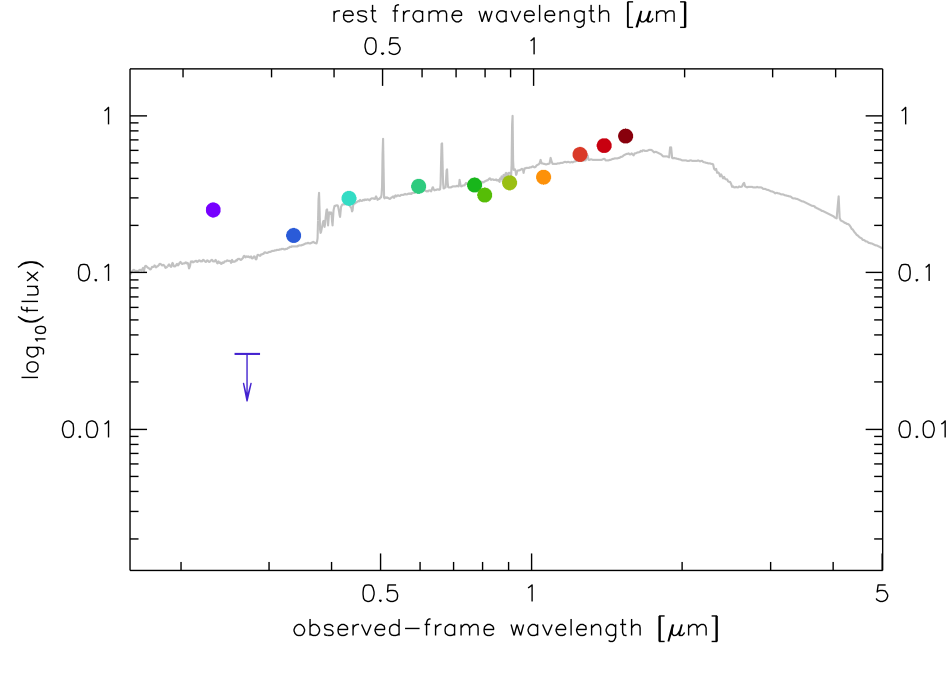 rest frame wavelength [μm]
0.5 1
1 1
0.1 0.1
0.01 0.01
log10(flux)
0.5 1 5
observed-frame wavelength [μm]